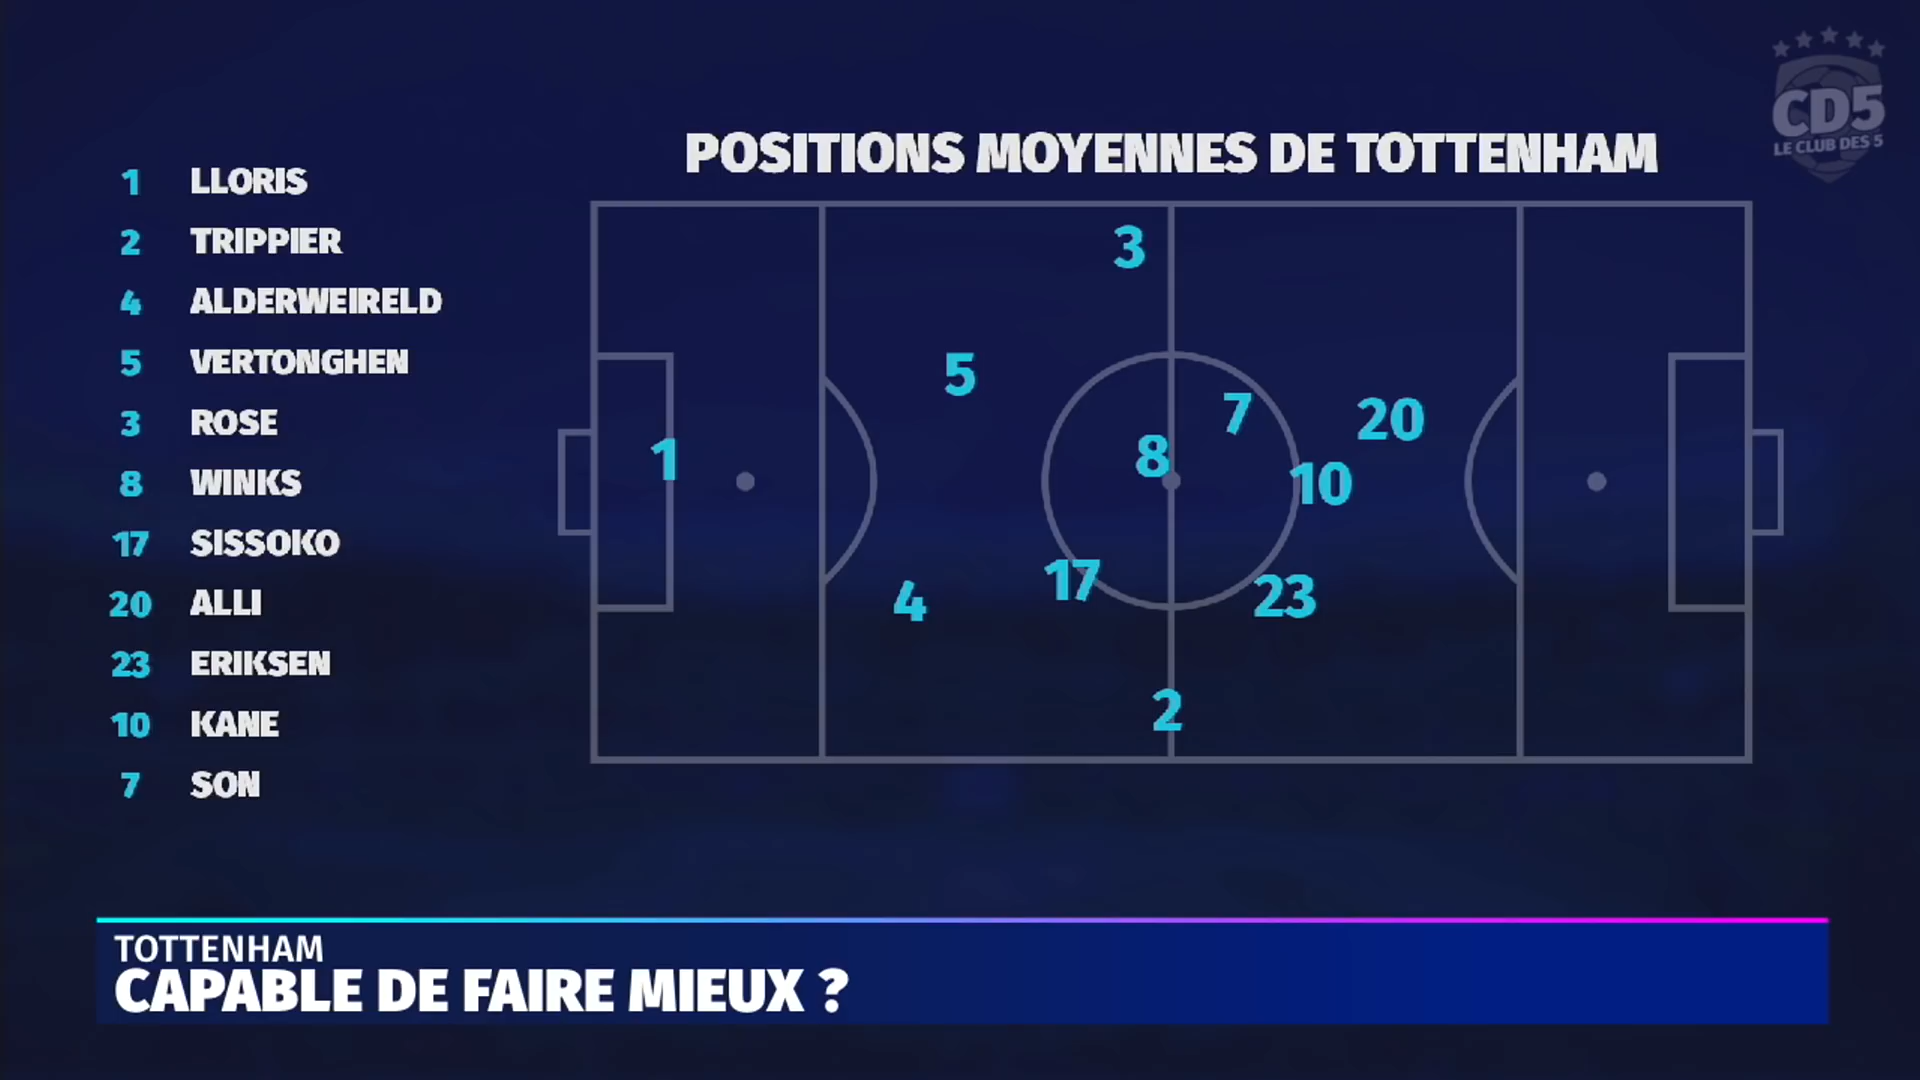 CD5
LE CLUB DES 5
POSITIONS MOYENNES DE TOTTENHAM
1 LLORIS
2 TRIPPIER
4 ALDERWEIRELD
5 VERTONGHEN
3 ROSE
8 WINKS
17 SISSOKO
20 ALLI
23 ERIKSEN
10 KANE
7 SON
3
5
7
20
1
8
10
17
4
23
2
TOTTENHAM
CAPABLE DE FAIRE MIEUX ?